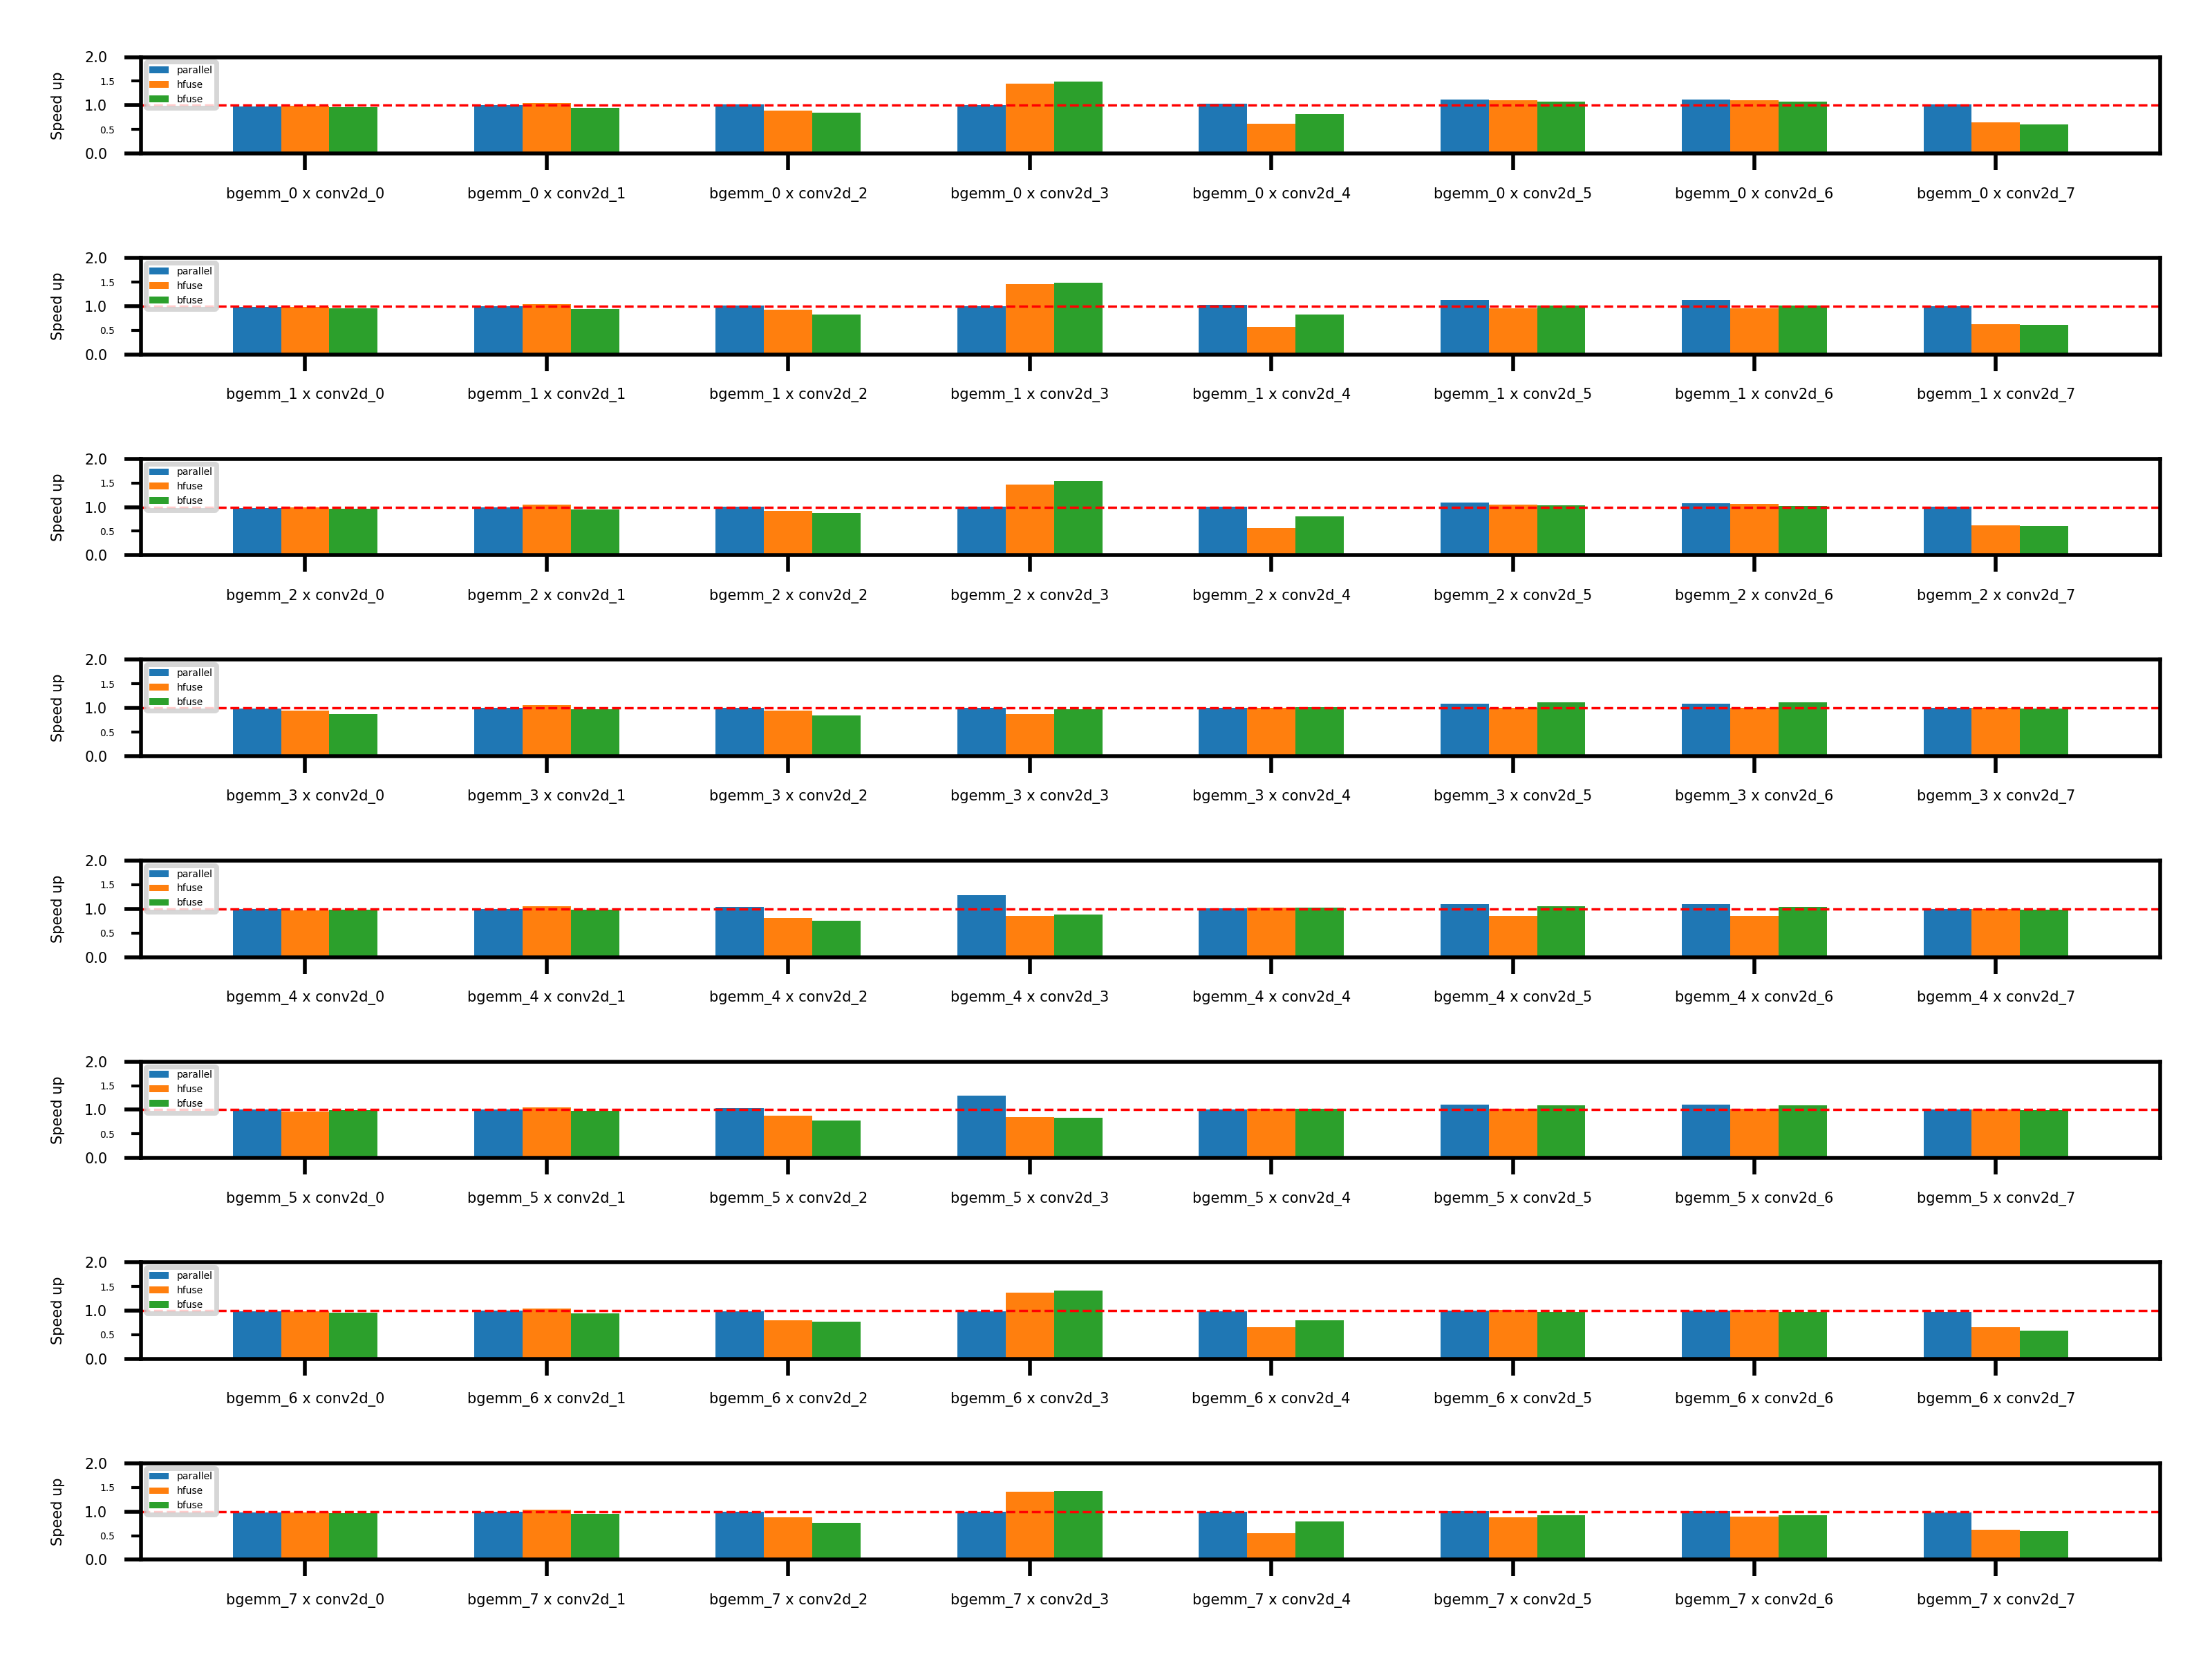 Speed up
2.0
1.5
1.0
0.5
0.0
parallel
hfuse
bfuse
bgemm_0 x conv2d_0 bgemm_0 x conv2d_1 bgemm_0 x conv2d_2 bgemm_0 x conv2d_3 bgemm_0 x conv2d_4 bgemm_0 x conv2d_5 bgemm_0 x conv2d_6 bgemm_0 x conv2d_7
Speed up
2.0
1.5
1.0
0.5
0.0
parallel
hfuse
bfuse
bgemm_1 x conv2d_0 bgemm_1 x conv2d_1 bgemm_1 x conv2d_2 bgemm_1 x conv2d_3 bgemm_1 x conv2d_4 bgemm_1 x conv2d_5 bgemm_1 x conv2d_6 bgemm_1 x conv2d_7
Speed up
2.0
1.5
1.0
0.5
0.0
parallel
hfuse
bfuse
bgemm_2 x conv2d_0 bgemm_2 x conv2d_1 bgemm_2 x conv2d_2 bgemm_2 x conv2d_3 bgemm_2 x conv2d_4 bgemm_2 x conv2d_5 bgemm_2 x conv2d_6 bgemm_2 x conv2d_7
Speed up
2.0
1.5
1.0
0.5
0.0
parallel
hfuse
bfuse
bgemm_3 x conv2d_0 bgemm_3 x conv2d_1 bgemm_3 x conv2d_2 bgemm_3 x conv2d_3 bgemm_3 x conv2d_4 bgemm_3 x conv2d_5 bgemm_3 x conv2d_6 bgemm_3 x conv2d_7
Speed up
2.0
1.5
1.0
0.5
0.0
parallel
hfuse
bfuse
bgemm_4 x conv2d_0 bgemm_4 x conv2d_1 bgemm_4 x conv2d_2 bgemm_4 x conv2d_3 bgemm_4 x conv2d_4 bgemm_4 x conv2d_5 bgemm_4 x conv2d_6 bgemm_4 x conv2d_7
Speed up
2.0
1.5
1.0
0.5
0.0
parallel
hfuse
bfuse
bgemm_5 x conv2d_0 bgemm_5 x conv2d_1 bgemm_5 x conv2d_2 bgemm_5 x conv2d_3 bgemm_5 x conv2d_4 bgemm_5 x conv2d_5 bgemm_5 x conv2d_6 bgemm_5 x conv2d_7
Speed up
2.0
1.5
1.0
0.5
0.0
parallel
hfuse
bfuse
bgemm_6 x conv2d_0 bgemm_6 x conv2d_1 bgemm_6 x conv2d_2 bgemm_6 x conv2d_3 bgemm_6 x conv2d_4 bgemm_6 x conv2d_5 bgemm_6 x conv2d_6 bgemm_6 x conv2d_7
Speed up
2.0
1.5
1.0
0.5
0.0
parallel
hfuse
bfuse
bgemm_7 x conv2d_0 bgemm_7 x conv2d_1 bgemm_7 x conv2d_2 bgemm_7 x conv2d_3 bgemm_7 x conv2d_4 bgemm_7 x conv2d_5 bgemm_7 x conv2d_6 bgemm_7 x conv2d_7